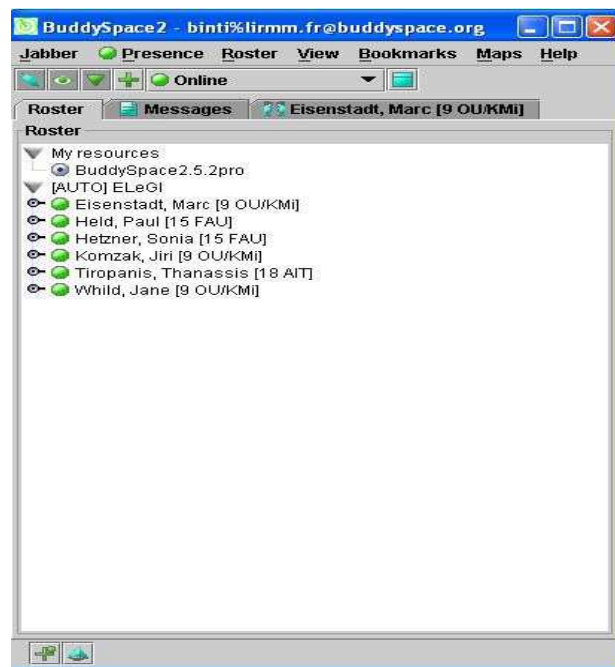 BuddySpace2 - binti%lirmm.fr@buddyspace.org
Jabber Presence Roster View Bookmarks Maps Help
Online
Roster Messages Eisenstadt, Marc [9 OU/KMi]
Roster
My resources
BuddySpace2.5.2pro
[AUTO] ELeGI
Eisenstadt, Marc [9 OU/KMi]
Held, Paul [15 FAU]
Hetzner, Sonia [15 FAU]
Komzak, Jiri [9 OU/KMi]
Tiropanis, Thanassis [18 AIT]
Whild, Jane [9 OU/KMi]